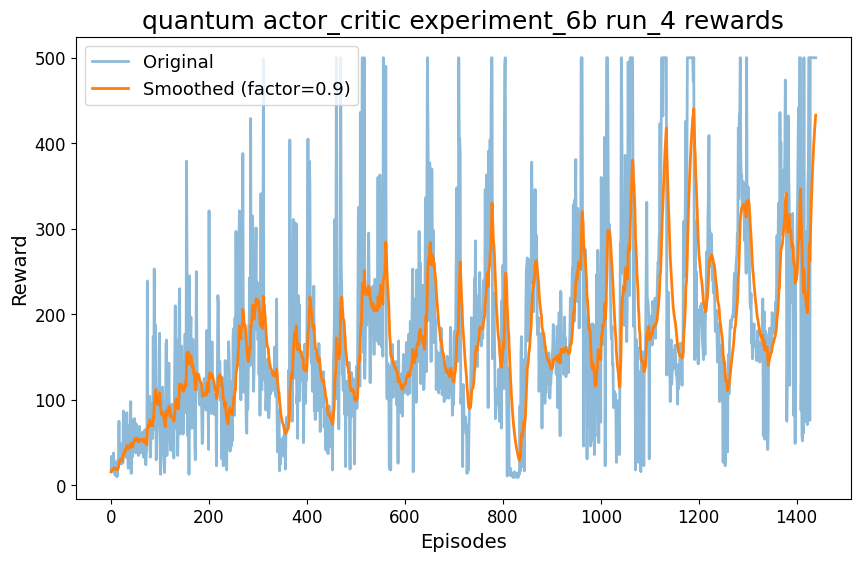 quantum actor_critic experiment_6b run_4 rewards
Original
Smoothed (factor=0.9)
500
400
300
200
100
0
Reward
0 200 400 600 800 1000 1200 1400
Episodes